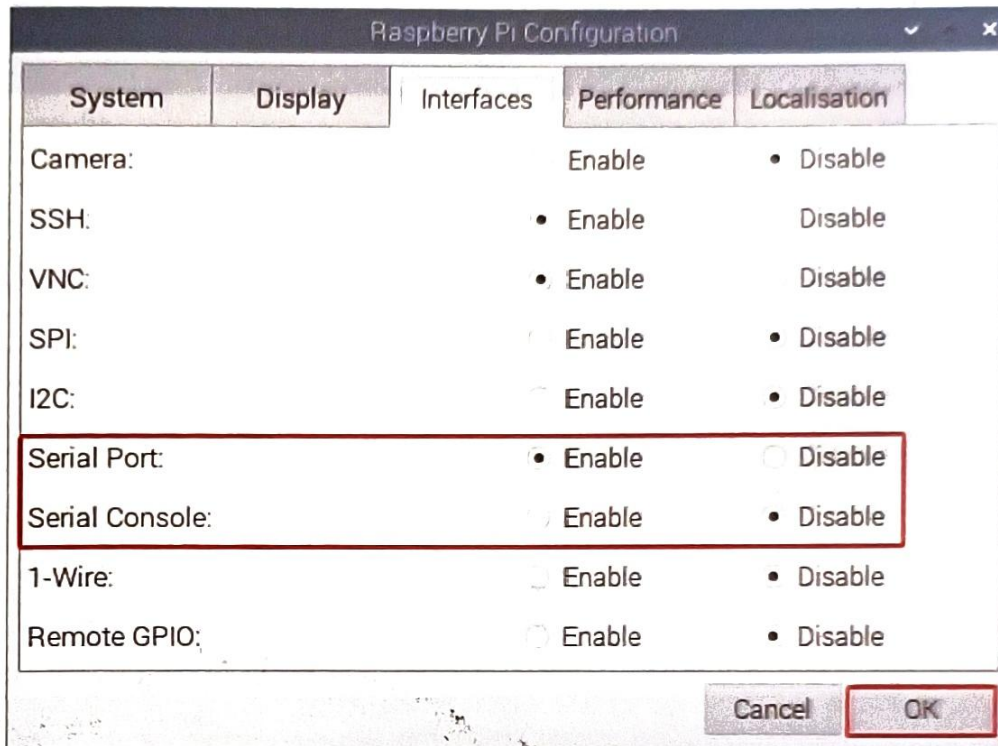 Raspberry Pi Configuration
System Display Interfaces Performance Localisation
Camera: Enable Disable
SSH: Enable Disable
VNC: Enable Disable
SPI: Enable Disable
I2C: Enable Disable
Serial Port: Enable Disable
Serial Console: Enable Disable
1-Wire: Enable Disable
Remote GPIO: Enable Disable
Cancel OK